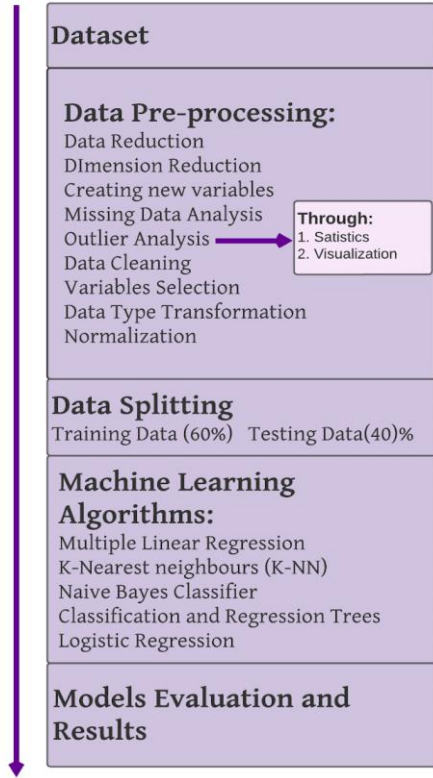 Dataset
Data Pre-processing:
Data Reduction
DImension Reduction
Creating new variables
Missing Data Analysis
Outlier Analysis
Through:
1. Satistics
2. Visualization
Data Cleaning
Variables Selection
Data Type Transformation
Normalization
Data Splitting
Training Data (60%) Testing Data(40)%
Machine Learning
Algorithms:
Multiple Linear Regression
K-Nearest neighbours (K-NN)
Naive Bayes Classifier
Classification and Regression Trees
Logistic Regression
Models Evaluation and
Results